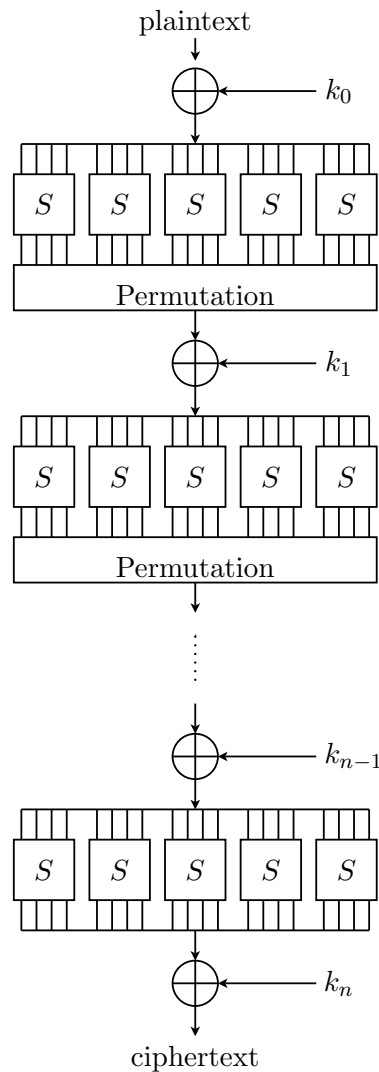 plaintext
k₀
S S S S S
Permutation
k₁
S S S S S
Permutation
kₙ₋₁
S S S S S
kₙ
ciphertext